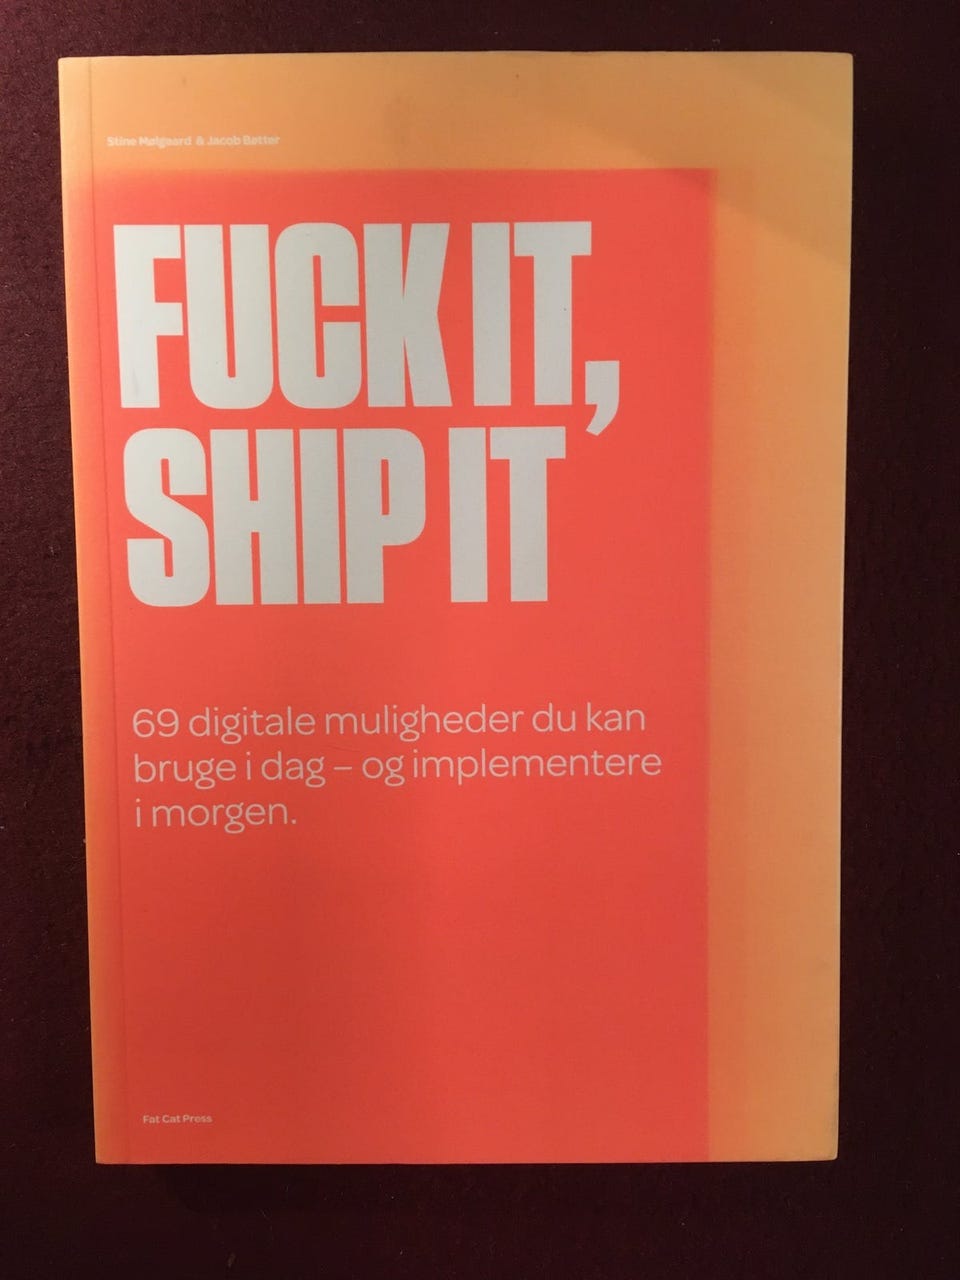 Stine Mølgaard & Jacob Bøtter
FUCK IT,
SHIP IT
69 digitale muligheder du kan
bruge i dag – og implementere
i morgen.
Fat Cat Press